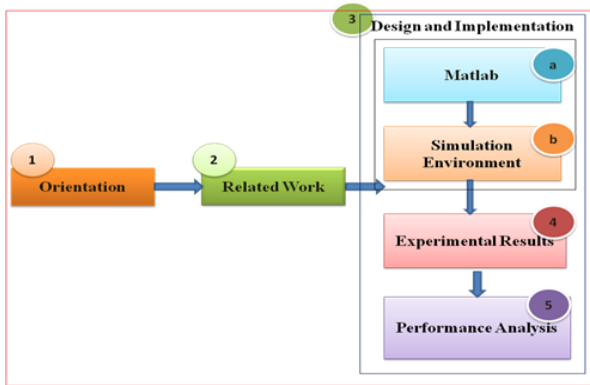 3
Design and Implementation
a
Matlab
b
Simulation
Environment
1
Orientation
2
Related Work
4
Experimental Results
5
Performance Analysis